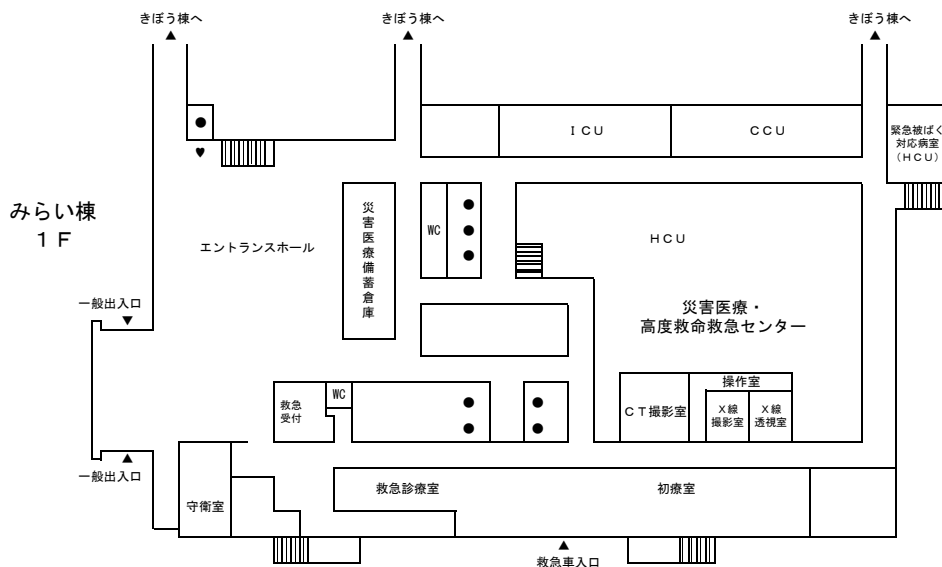 きぼう棟へ
きぼう棟へ
きぼう棟へ
ＩＣＵ
ＣＣＵ
緊急被ばく
対応病室
（ＨＣＵ）
みらい棟
１Ｆ
エントランスホール
災害医療備蓄倉庫
WC
ＨＣＵ
災害医療・
高度救命救急センター
一般出入口
救急
受付
WC
ＣＴ撮影室
操作室
Ｘ線
撮影室
Ｘ線
透視室
一般出入口
守衛室
救急診療室
初療室
救急車入口